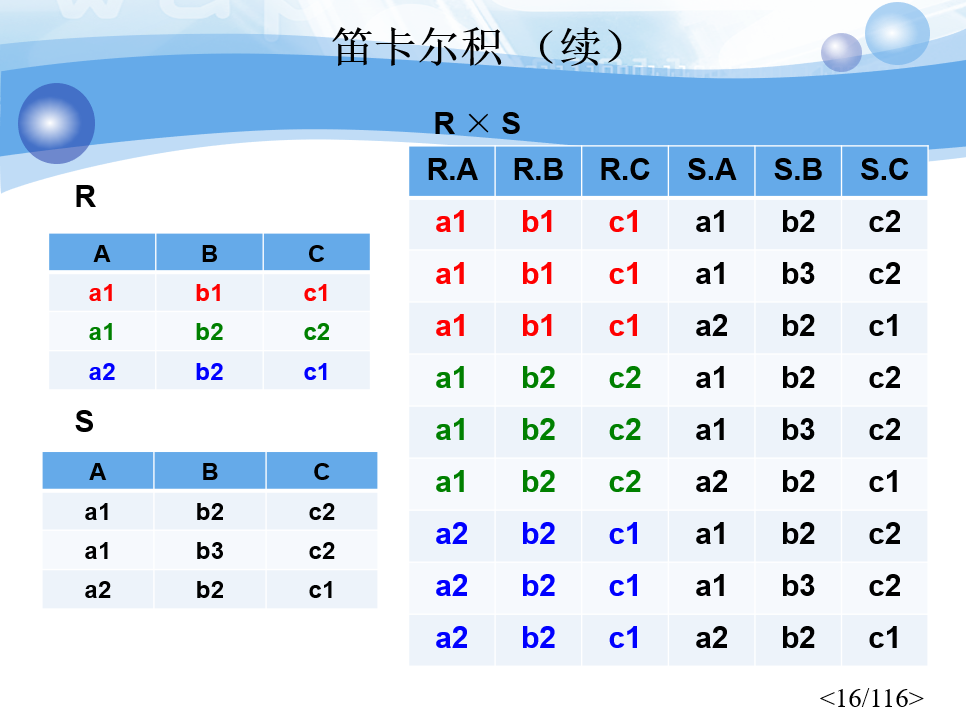 笛卡尔积 （续）
R × S
R
A B C
a1 b1 c1
a1 b2 c2
a2 b2 c1
S
A B C
a1 b2 c2
a1 b3 c2
a2 b2 c1
R.A R.B R.C S.A S.B S.C
a1 b1 c1 a1 b2 c2
a1 b1 c1 a1 b3 c2
a1 b1 c1 a2 b2 c1
a1 b2 c2 a1 b2 c2
a1 b2 c2 a1 b3 c2
a1 b2 c2 a2 b2 c1
a2 b2 c1 a1 b2 c2
a2 b2 c1 a1 b3 c2
a2 b2 c1 a2 b2 c1
<16/116>